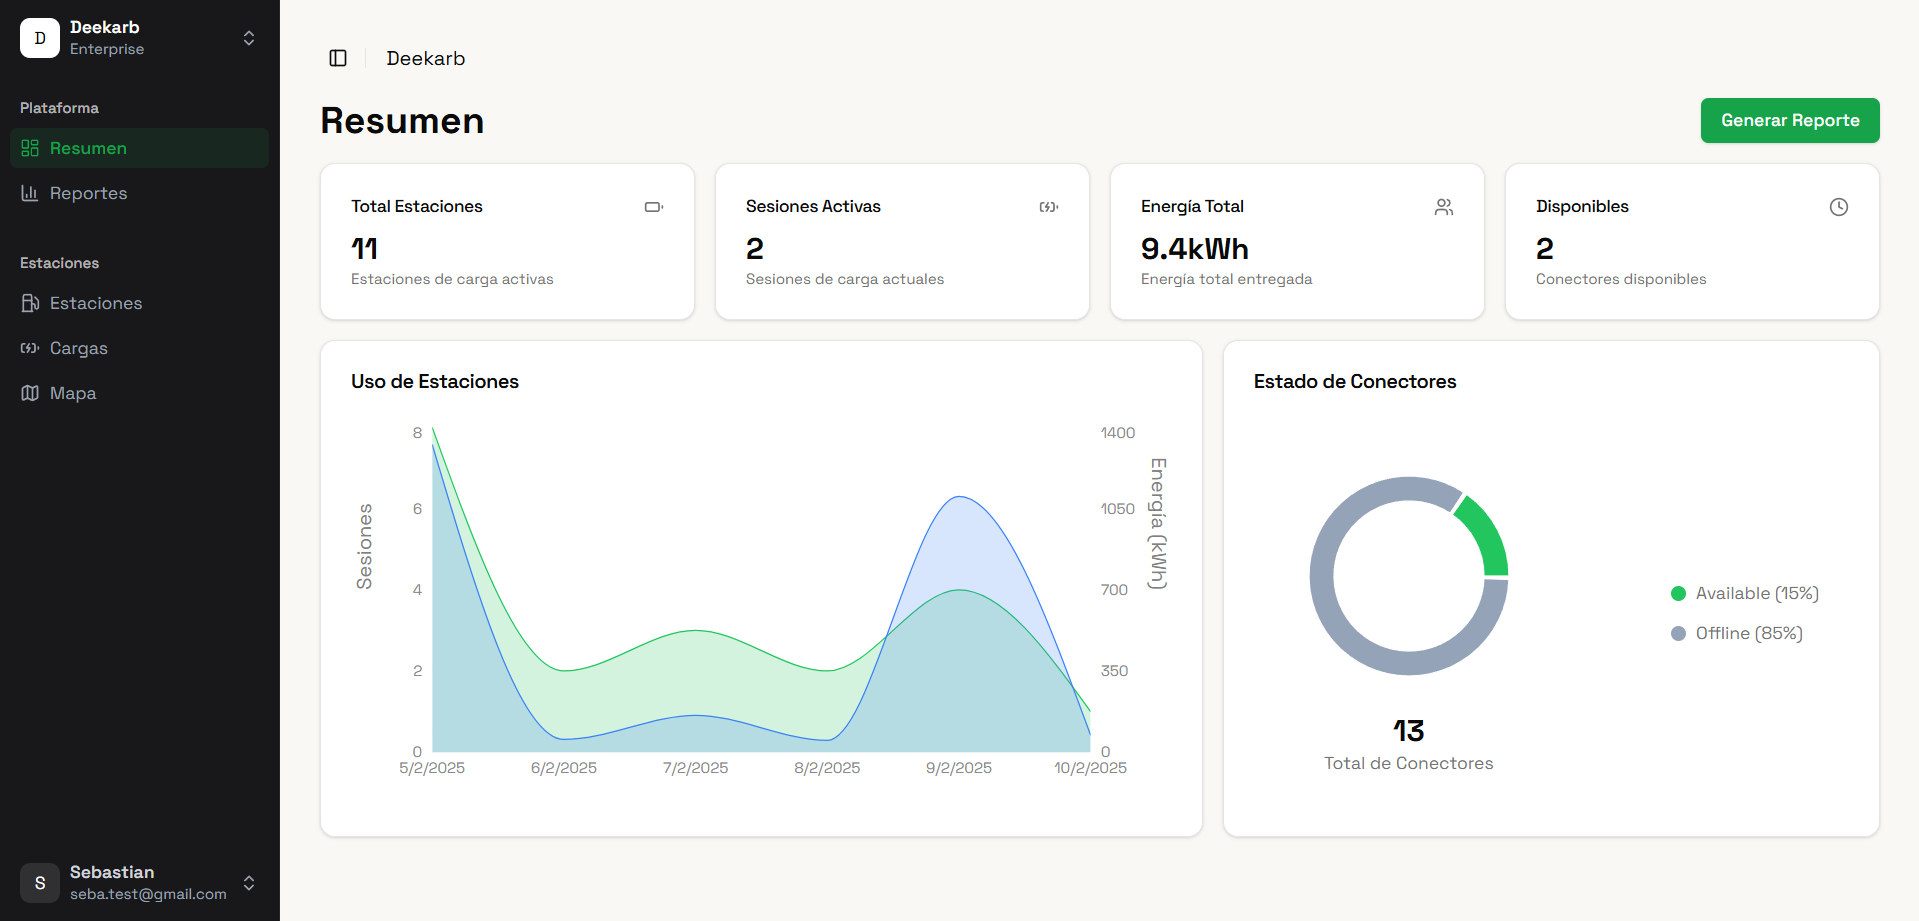 D
Deekarb
Enterprise
Plataforma
Resumen
Reportes
Estaciones
Estaciones
Cargas
Mapa
S
Sebastian
seba.test@gmail.com
Deekarb
Resumen
Generar Reporte
Total Estaciones
11
Estaciones de carga activas
Sesiones Activas
2
Sesiones de carga actuales
Energía Total
9.4kWh
Energía total entregada
Disponibles
2
Conectores disponibles
Uso de Estaciones
Sesiones
8
6
4
2
0
1400
1050
700
350
0
Energía (kWh)
5/2/2025
6/2/2025
7/2/2025
8/2/2025
9/2/2025
10/2/2025
Estado de Conectores
Available (15%)
Offline (85%)
13
Total de Conectores